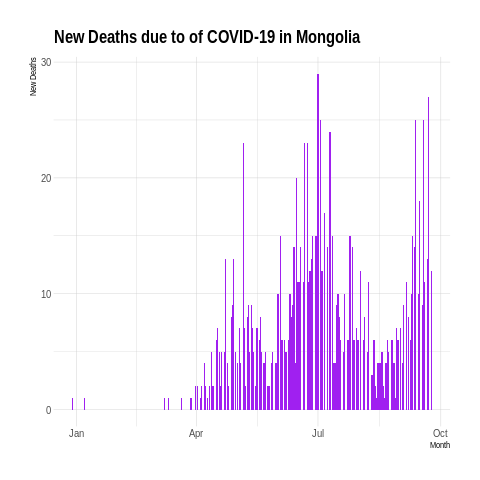 New Deaths due to of COVID-19 in Mongolia
New Deaths
30
20
10
0
Jan Apr Jul Oct
Month